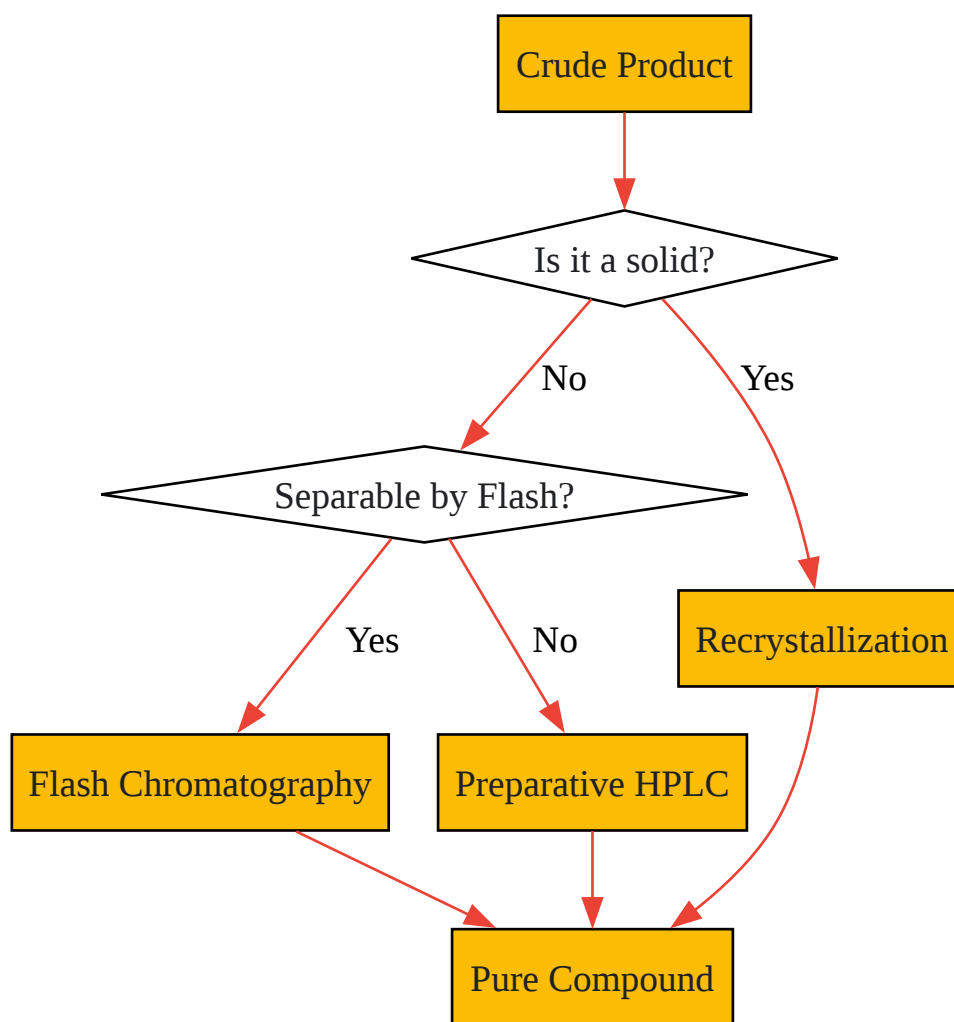 Crude Product
Is it a solid?
No
Yes
Separable by Flash?
Yes
No
Recrystallization
Flash Chromatography
Preparative HPLC
Pure Compound